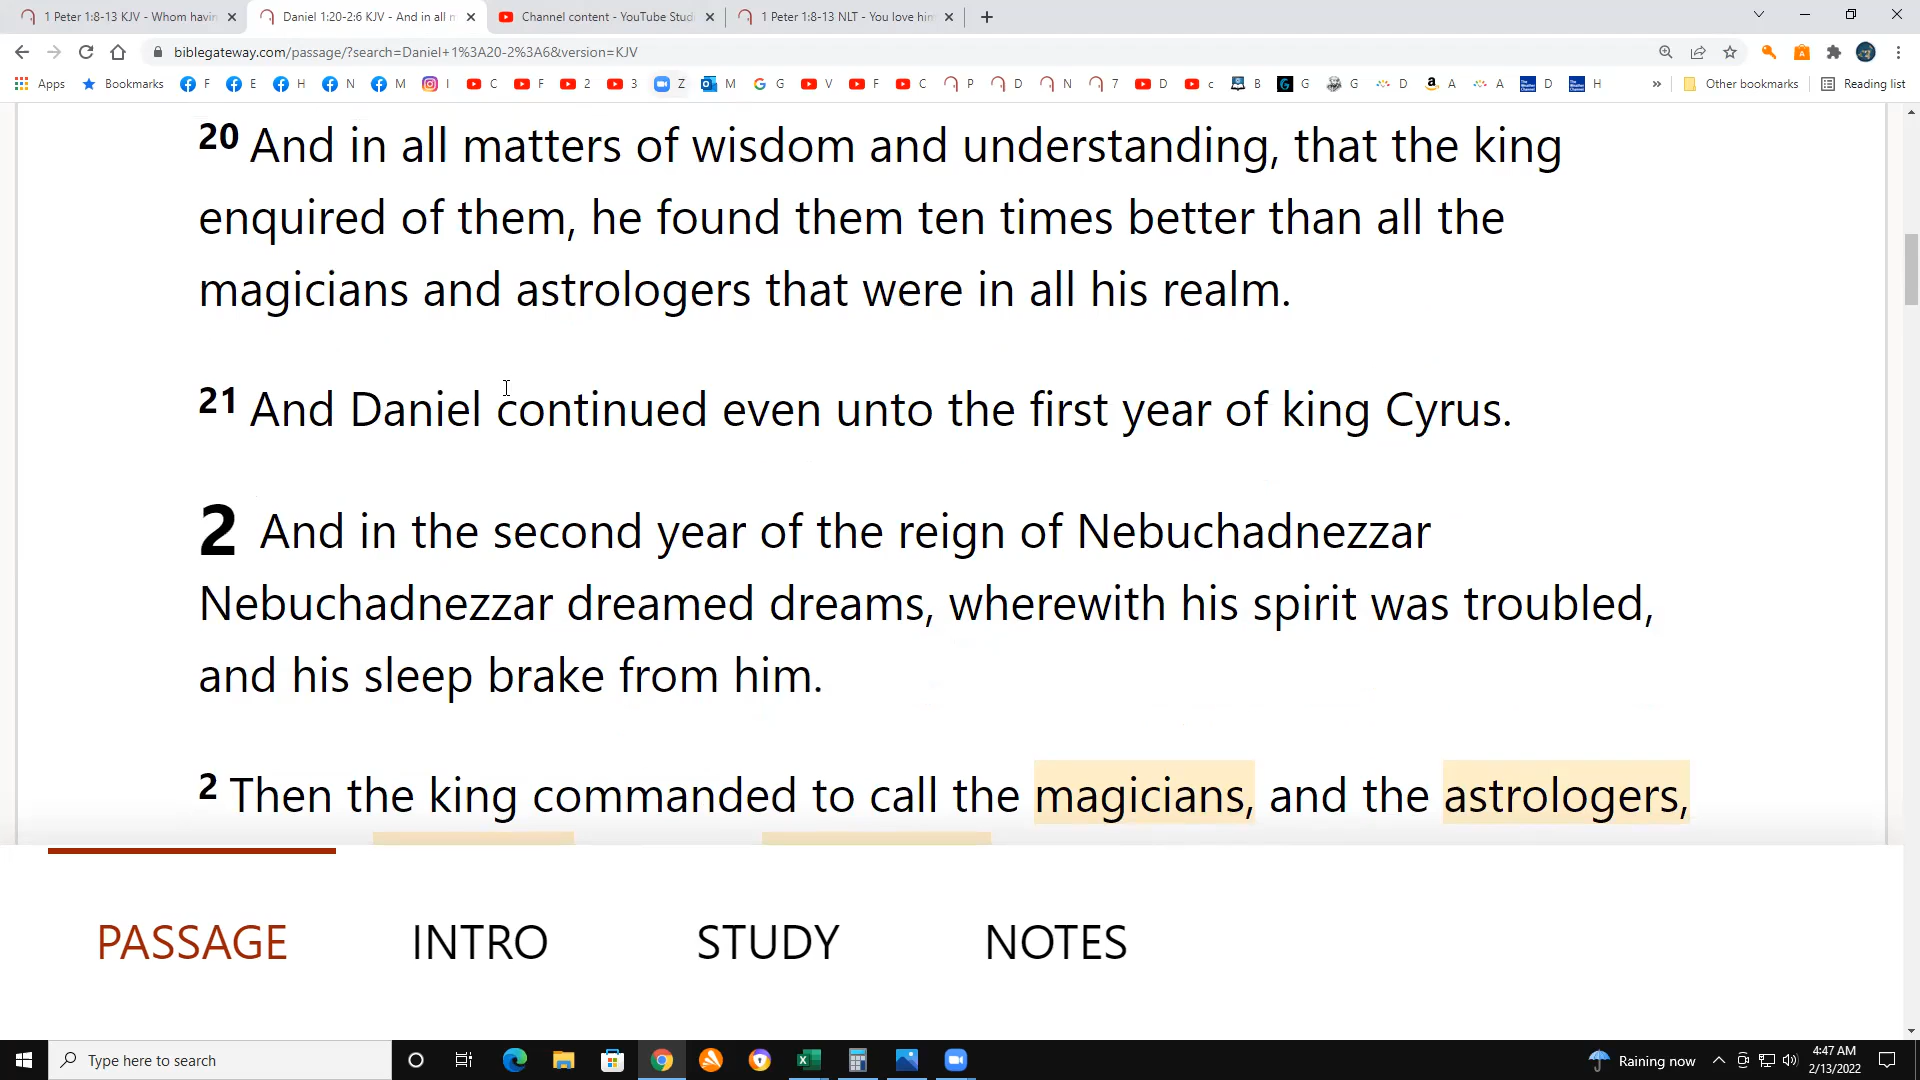 1 Peter 1:8-13 KJV - Whom havin
Daniel 1:20-2:6 KJV - And in all m
Channel content - YouTube Stud
1 Peter 1:8-13 NLT - You love him
biblegateway.com/passage/?search=Daniel+1%3A20-2%3A6&version=KJV
Apps Bookmarks F E H N M I C F 2 3 Z M G V F C P D N 7 D c B G G D A A D H » Other bookmarks Reading list
20 And in all matters of wisdom and understanding, that the king
enquired of them, he found them ten times better than all the
magicians and astrologers that were in all his realm.
21 And Daniel continued even unto the first year of king Cyrus.
2 And in the second year of the reign of Nebuchadnezzar
Nebuchadnezzar dreamed dreams, wherewith his spirit was troubled,
and his sleep brake from him.
2 Then the king commanded to call the magicians, and the astrologers,
PASSAGE INTRO STUDY NOTES
Type here to search
Raining now
4:47 AM
2/13/2022